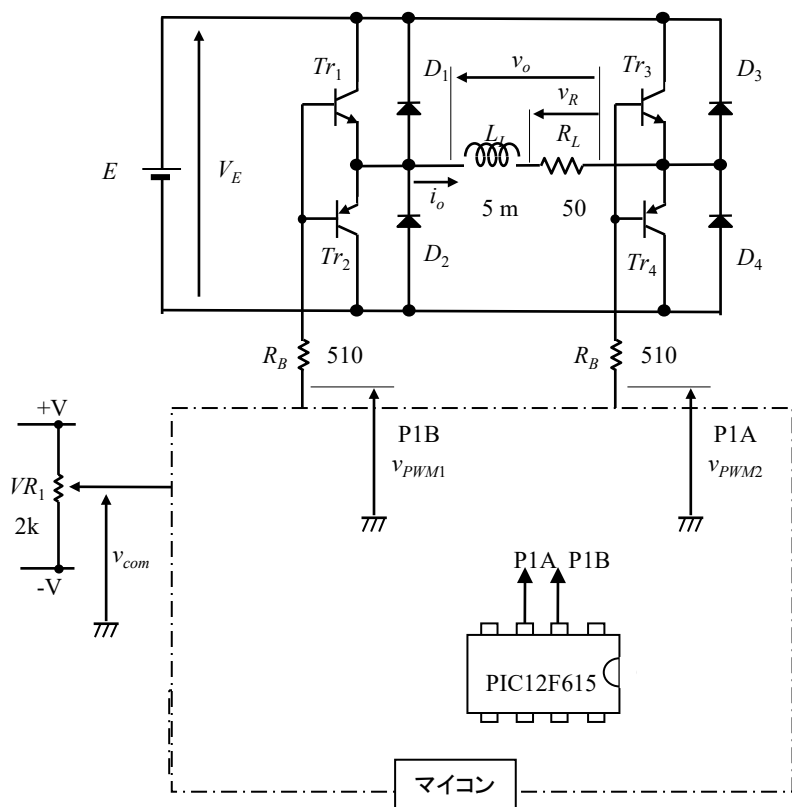 Tr1
D1
vo
Tr3
D3
vR
LL
RL
E
VE
io
5 m
50
Tr2
D2
Tr4
D4
RB
510
RB
510
+V
P1B
P1A
VR1
vPWM1
vPWM2
2k
vcom
-V
P1A
P1B
PIC12F615
マイコン